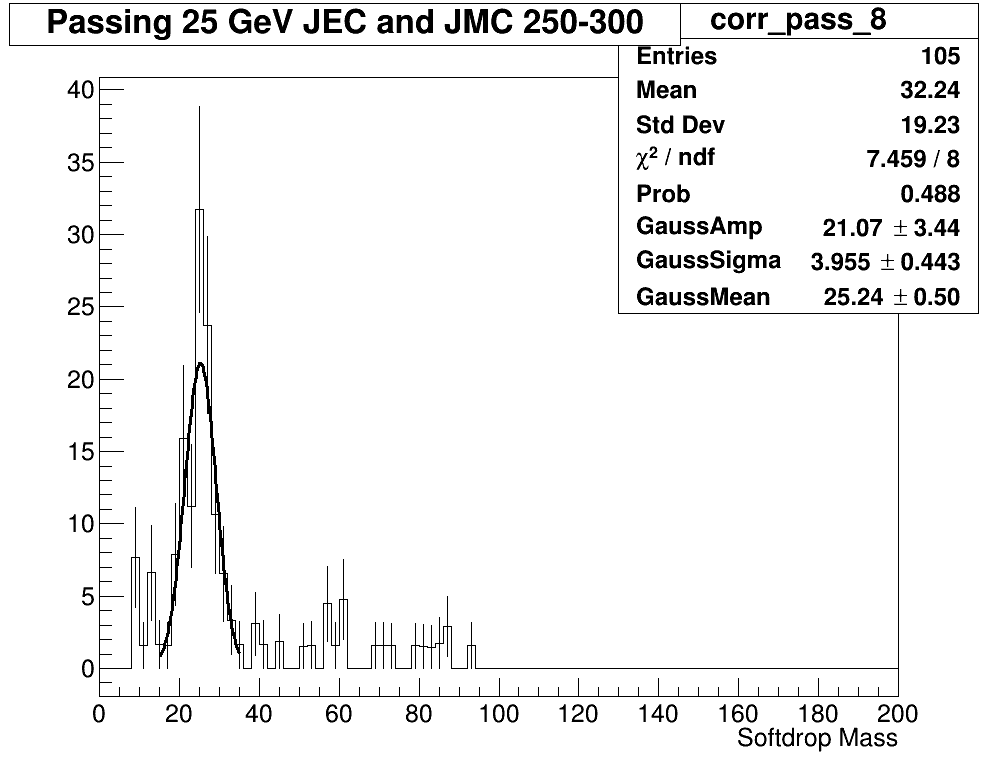 Passing 25 GeV JEC and JMC 250-300
corr_pass_8
Entries 105
Mean 32.24
Std Dev 19.23
χ² / ndf 7.459 / 8
Prob 0.488
GaussAmp 21.07 ± 3.44
GaussSigma 3.955 ± 0.443
GaussMean 25.24 ± 0.50
40
35
30
25
20
15
10
5
0
0 20 40 60 80 100 120 140 160 180 200
Softdrop Mass